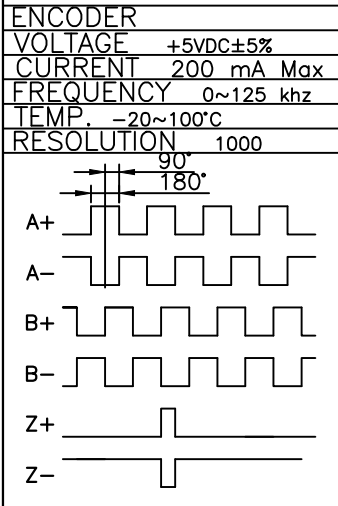 ENCODER
VOLTAGE +5VDC±5%
CURRENT 200 mA Max
FREQUENCY 0~125 khz
TEMP. -20~100°C
RESOLUTION 1000
90°
180°
A+
A-
B+
B-
Z+
Z-